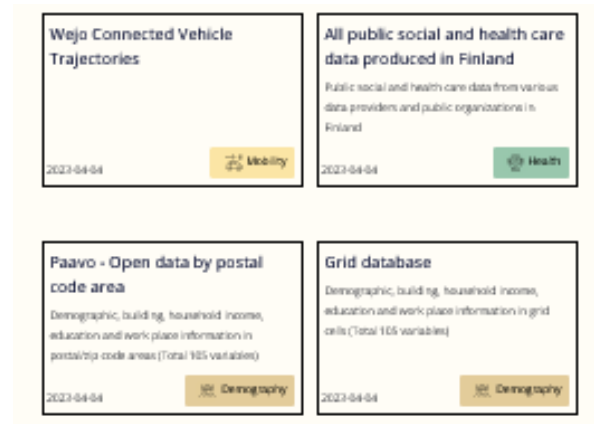 Wejo Connected Vehicle
Trajectories
2023-04-04
Mobility
All public social and health care
data produced in Finland
Public social and health care data from various
data providers and public organizations in
Finland
2023-04-04
Health
Paavo - Open data by postal
code area
Demographic, building, household income,
education and work place information in
postal/zip code areas (Total 105 variables)
2023-04-04
Demography
Grid database
Demographic, building, household income,
education and work place information in grid
cells (Total 105 variables)
2023-04-04
Demography